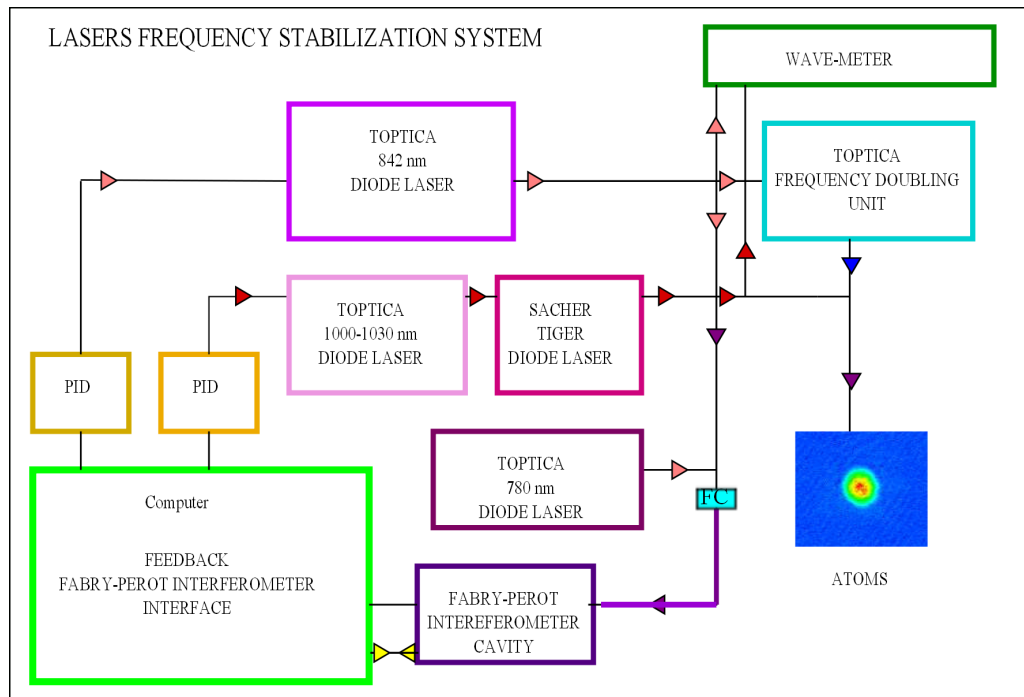 LASERS FREQUENCY STABILIZATION SYSTEM
WAVE-METER
TOPTICA
842 nm
DIODE LASER
TOPTICA
FREQUENCY DOUBLING
UNIT
TOPTICA
1000-1030 nm
DIODE LASER
SACHER
TIGER
DIODE LASER
PID
PID
TOPTICA
780 nm
DIODE LASER
FC
Computer
FEEDBACK
FABRY-PEROT INTERFEROMETER
INTERFACE
FABRY-PEROT
INTEREFEROMETER
CAVITY
ATOMS